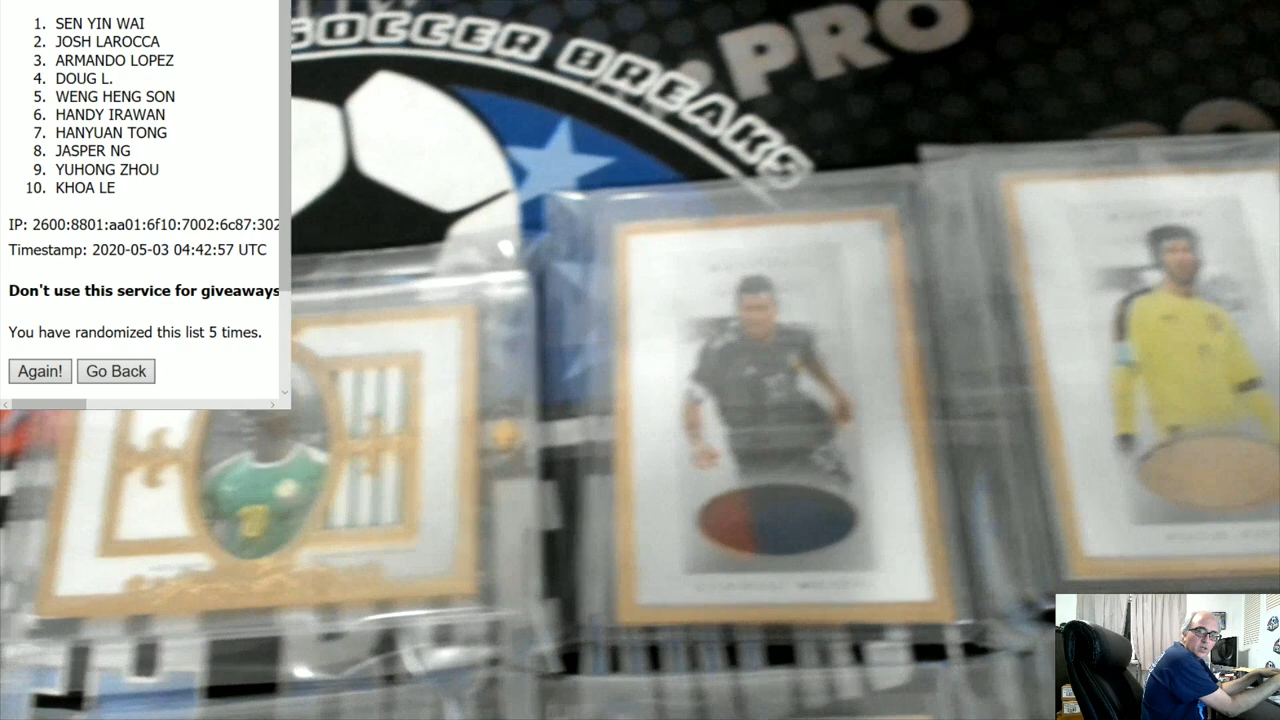 1. SEN YIN WAI
2. JOSH LAROCCA
3. ARMANDO LOPEZ
4. DOUG L.
5. WENG HENG SON
6. HANDY IRAWAN
7. HANYUAN TONG
8. JASPER NG
9. YUHONG ZHOU
10. KHOA LE
IP: 2600:8801:aa01:6f10:7002:6c87:302
Timestamp: 2020-05-03 04:42:57 UTC
Don't use this service for giveaways
You have randomized this list 5 times.
Again! Go Back
SOCCER BREAKS
PRO